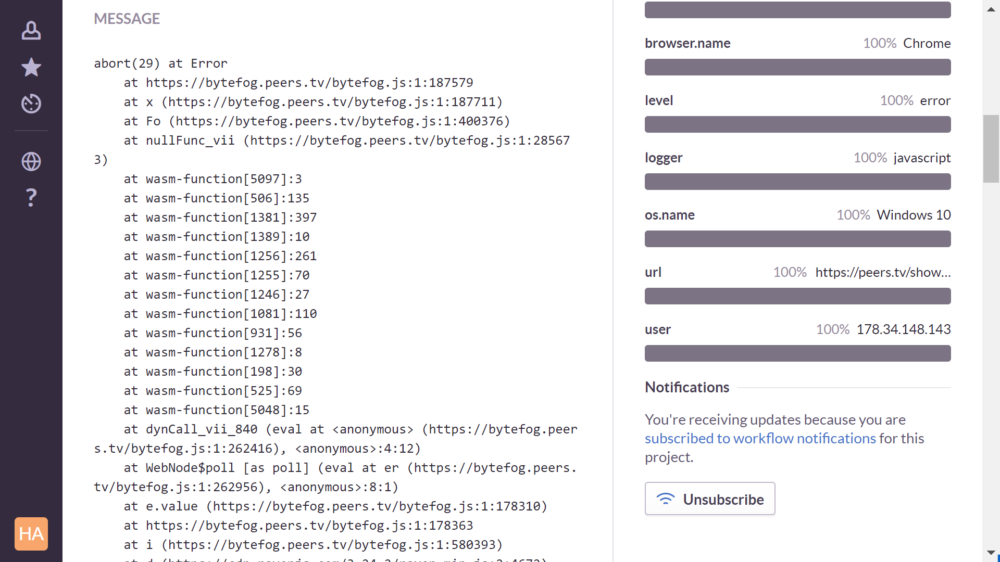 MESSAGE
abort(29) at Error
at https://bytefog.peers.tv/bytefog.js:1:187579
at x (https://bytefog.peers.tv/bytefog.js:1:187711)
at Fo (https://bytefog.peers.tv/bytefog.js:1:400376)
at nullFunc_vii (https://bytefog.peers.tv/bytefog.js:1:28567
3)
at wasm-function[5097]:3
at wasm-function[506]:135
at wasm-function[1381]:397
at wasm-function[1389]:10
at wasm-function[1256]:261
at wasm-function[1255]:70
at wasm-function[1246]:27
at wasm-function[1081]:110
at wasm-function[931]:56
at wasm-function[1278]:8
at wasm-function[198]:30
at wasm-function[525]:69
at wasm-function[5048]:15
at dynCall_vii_840 (eval at <anonymous> (https://bytefog.peer
s.tv/bytefog.js:1:262416), <anonymous>:4:12)
at WebNode$poll [as poll] (eval at er (https://bytefog.peers.
tv/bytefog.js:1:262956), <anonymous>:8:1)
at e.value (https://bytefog.peers.tv/bytefog.js:1:178310)
at https://bytefog.peers.tv/bytefog.js:1:178363
at i (https://bytefog.peers.tv/bytefog.js:1:580393)
browser.name 100% Chrome
level 100% error
logger 100% javascript
os.name 100% Windows 10
url 100% https://peers.tv/show...
user 100% 178.34.148.143
Notifications
You're receiving updates because you are
subscribed to workflow notifications for this
project.
Unsubscribe
HA